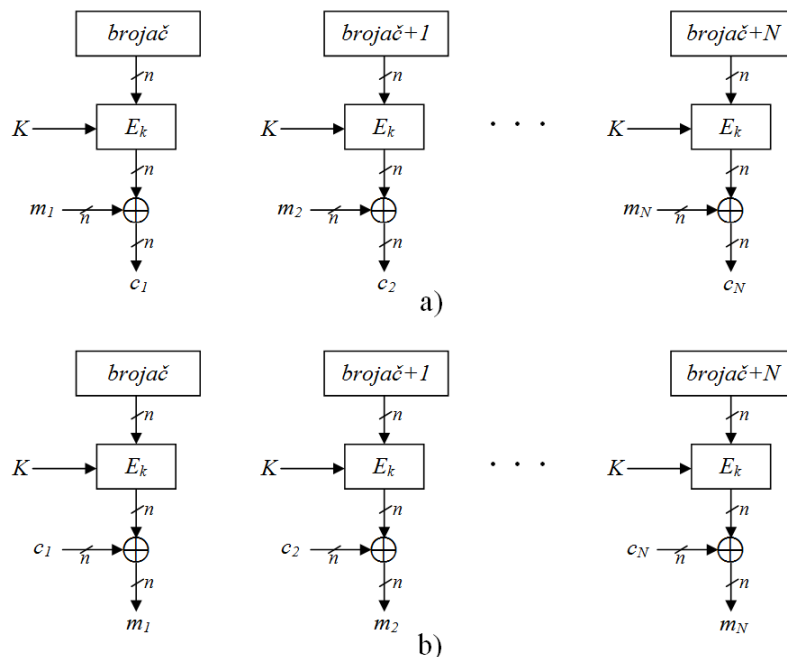 brojač brojač+1 brojač+N
n n n
K E_k K E_k . . . K E_k
n n n
m_1 n m_2 n m_N n
n n n
c_1 c_2 c_N
a)
brojač brojač+1 brojač+N
n n n
K E_k K E_k . . . K E_k
n n n
c_1 n c_2 n c_N n
n n n
m_1 m_2 m_N
b)